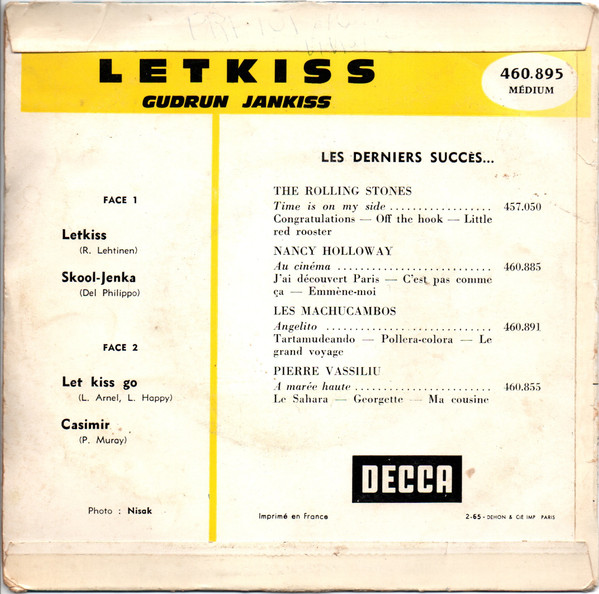 LETKISS
GUDRUN JANKISS
460.895
MÉDIUM
FACE 1
Letkiss
(R. Lehtinen)
Skool-Jenka
(Del Philippo)
FACE 2
Let kiss go
(L. Arnel, L. Happy)
Casimir
(P. Muray)
Photo : Nisak
LES DERNIERS SUCCÈS...
THE ROLLING STONES
Time is on my side .................. 457.050
Congratulations — Off the hook — Little
red rooster
NANCY HOLLOWAY
Au cinéma ........................... 460.885
J'ai découvert Paris — C'est pas comme
ça — Emmène-moi
LES MACHUCAMBOS
Angelito ............................. 460.891
Tartamudeando — Pollera-colora — Le
grand voyage
PIERRE VASSILIU
A marée haute ........................ 460.855
Le Sahara — Georgette — Ma cousine
DECCA
Imprimé en France
2-65 - DEHON & CIE IMP PARIS